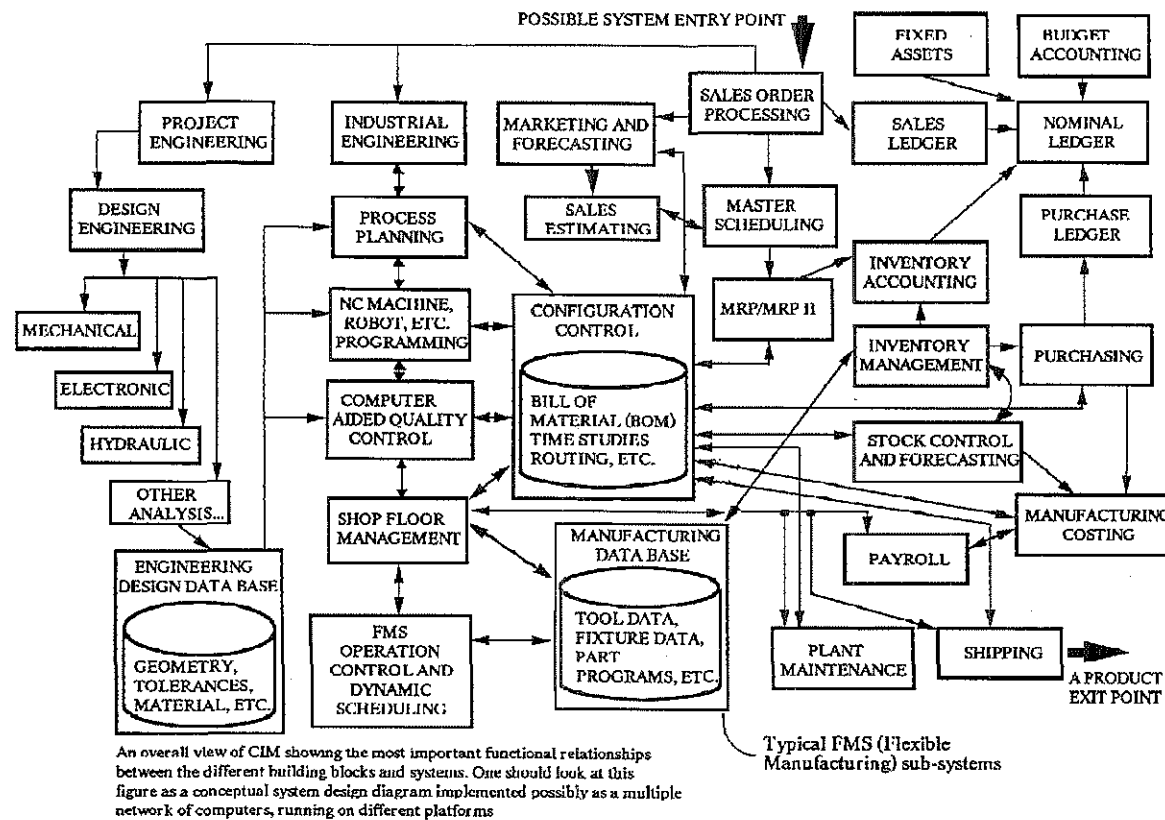 POSSIBLE SYSTEM ENTRY POINT
FIXED
ASSETS
BUDGET
ACCOUNTING
PROJECT
ENGINEERING
INDUSTRIAL
ENGINEERING
MARKETING AND
FORECASTING
SALES ORDER
PROCESSING
SALES
LEDGER
NOMINAL
LEDGER
DESIGN
ENGINEERING
PROCESS
PLANNING
SALES
ESTIMATING
MASTER
SCHEDULING
PURCHASE
LEDGER
INVENTORY
ACCOUNTING
MECHANICAL
NC MACHINE,
ROBOT, ETC.
PROGRAMMING
CONFIGURATION
CONTROL
MRP/MRP II
INVENTORY
MANAGEMENT
PURCHASING
ELECTRONIC
COMPUTER
AIDED QUALITY
CONTROL
BILL OF
MATERIAL (BOM)
TIME STUDIES
ROUTING, ETC.
HYDRAULIC
STOCK CONTROL
AND FORECASTING
OTHER
ANALYSIS...
SHOP FLOOR
MANAGEMENT
MANUFACTURING
DATA BASE
PAYROLL
MANUFACTURING
COSTING
ENGINEERING
DESIGN DATA BASE
GEOMETRY,
TOLERANCES,
MATERIAL, ETC.
FMS
OPERATION
CONTROL AND
DYNAMIC
SCHEDULING
TOOL DATA,
FIXTURE DATA,
PART
PROGRAMS, ETC.
PLANT
MAINTENANCE
SHIPPING
A PRODUCT
EXIT POINT
Typical FMS (Flexible
Manufacturing) sub-systems
An overall view of CIM showing the most important functional relationships
between the different building blocks and systems. One should look at this
figure as a conceptual system design diagram implemented possibly as a multiple
network of computers, running on different platforms